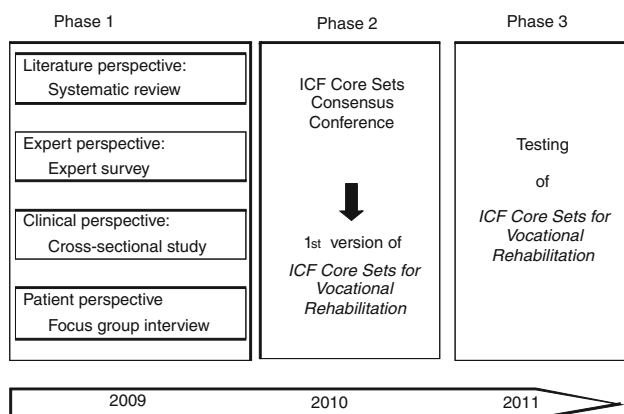 Phase 1
Phase 2
Phase 3
Literature perspective:
Systematic review
Expert perspective:
Expert survey
Clinical perspective:
Cross-sectional study
Patient perspective
Focus group interview
ICF Core Sets
Consensus
Conference
1st version of
ICF Core Sets for
Vocational
Rehabilitation
Testing
of
ICF Core Sets for
Vocational
Rehabilitation
2009
2010
2011